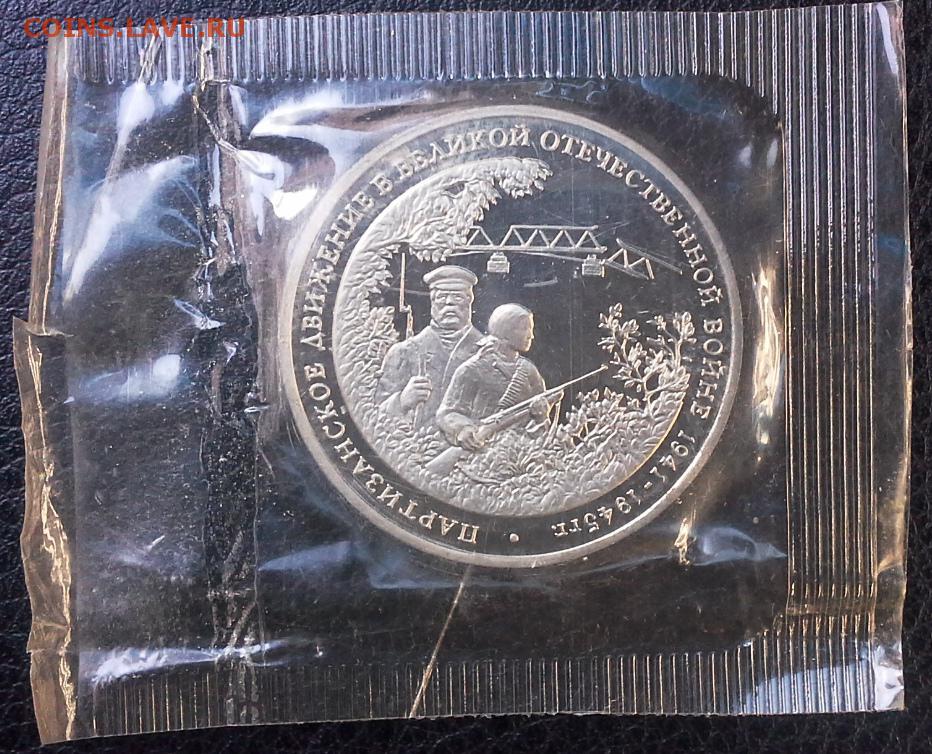 COINS.LAVE.RU
ПАРТИЗАНСКОЕ ДВИЖЕНИЕ В ВЕЛИКОЙ ОТЕЧЕСТВЕННОЙ ВОЙНЕ 1941-1945гг. •